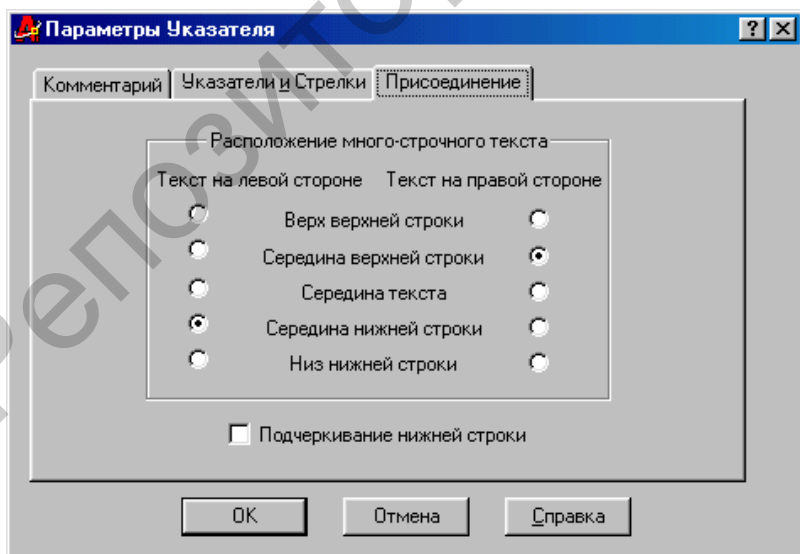 Параметры Указателя
Комментарий Указатели и Стрелки Присоединение
Расположение много-строчного текста
Текст на левой стороне Текст на правой стороне
Верх верхней строки
Середина верхней строки
Середина текста
Середина нижней строки
Низ нижней строки
Подчеркивание нижней строки
OK Отмена Справка